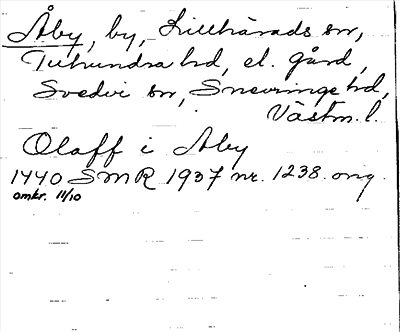 Åby, by, Lillhärads sn,
Tuhundra hd, el. gård,
Svedvi sn, Snevringe hd,
Västm. l.
Olaff i Aby
1440 SMR 1937 nr. 1238. orig.
omkr. 11/10